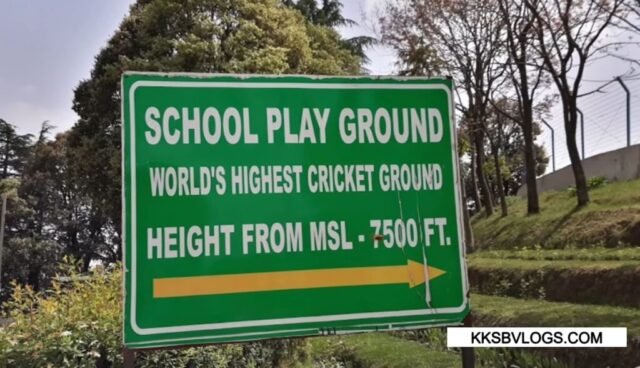 SCHOOL PLAY GROUND
WORLD'S HIGHEST CRICKET GROUND
HEIGHT FROM MSL - 7500 FT.
KKSBVLOGS.COM